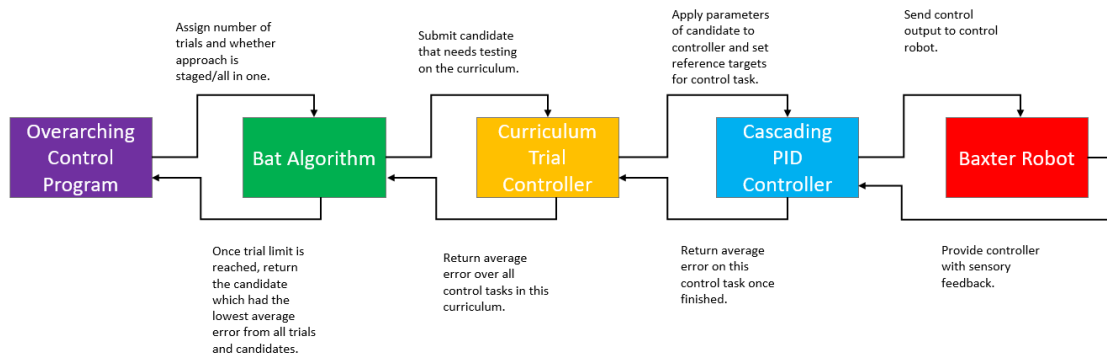 Assign number of
trials and whether
approach is
staged/all in one.
Submit candidate
that needs testing
on the curriculum.
Apply parameters
of candidate to
controller and set
reference targets
for control task.
Send control
output to control
robot.
Overarching
Control
Program
Bat Algorithm
Curriculum
Trial
Controller
Cascading
PID
Controller
Baxter Robot
Once trial limit is
reached, return
the candidate
which had the
lowest average
error from all trials
and candidates.
Return average
error over all
control tasks in this
curriculum.
Return average
error on this
control task once
finished.
Provide controller
with sensory
feedback.